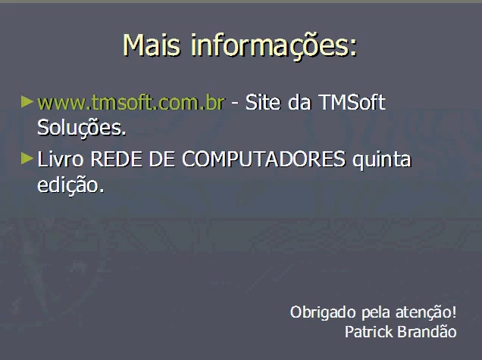 Mais informações:
www.tmsoft.com.br - Site da TMSoft
Soluções.
Livro REDE DE COMPUTADORES quinta
edição.
Obrigado pela atenção!
Patrick Brandão